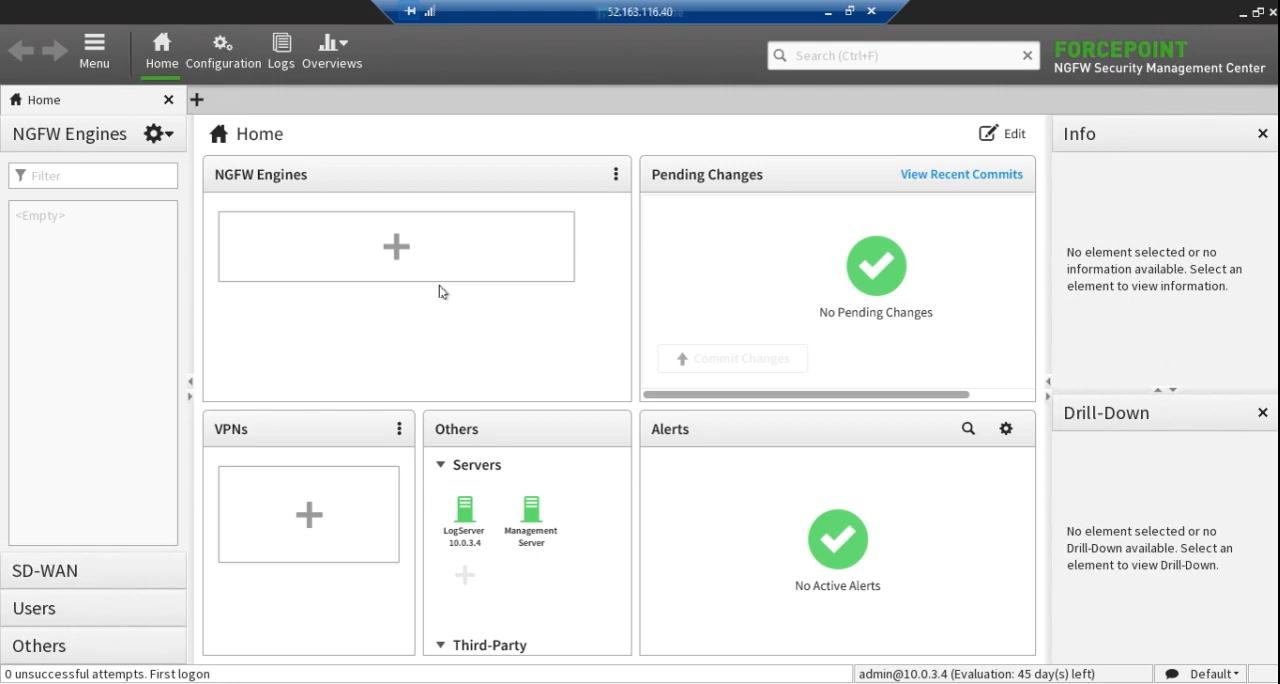 52.163.116.40
Menu
Home
Configuration
Logs
Overviews
Search (Ctrl+F)
FORCEPOINT
NGFW Security Management Center
Home
NGFW Engines
Filter
<Empty>
SD-WAN
Users
Others
Home
Edit
NGFW Engines
Pending Changes
View Recent Commits
No Pending Changes
Commit Changes
VPNs
Others
Servers
LogServer
10.0.3.4
Management
Server
Third-Party
Alerts
No Active Alerts
Info
No element selected or no
information available. Select an
element to view information.
Drill-Down
No element selected or no
Drill-Down available. Select an
element to view Drill-Down.
0 unsuccessful attempts. First logon
admin@10.0.3.4 (Evaluation: 45 day(s) left)
Default